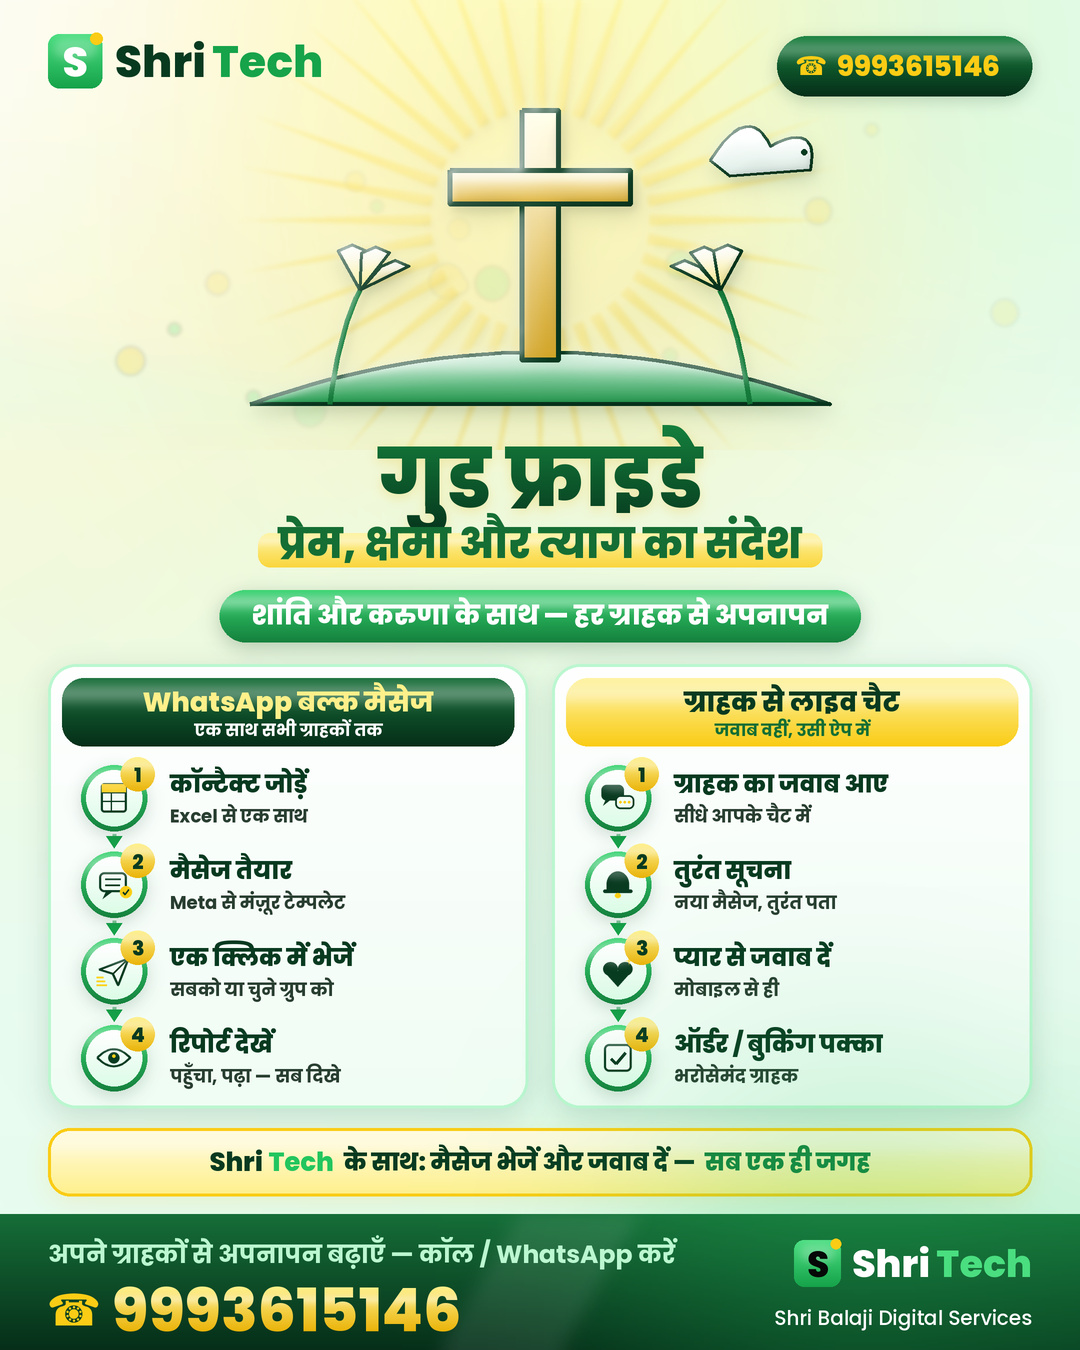 S Shri Tech
☎ 9993615146
गुड फ्राइडे
प्रेम, क्षमा और त्याग का संदेश
शांति और करुणा के साथ — हर ग्राहक से अपनापन
WhatsApp बल्क मैसेज
एक साथ सभी ग्राहकों तक
1
कॉन्टैक्ट जोड़ें
Excel से एक साथ
2
मैसेज तैयार
Meta से मंज़ूर टेम्पलेट
3
एक क्लिक में भेजें
सबको या चुने ग्रुप को
4
रिपोर्ट देखें
पहुँचा, पढ़ा — सब दिखे
ग्राहक से लाइव चैट
जवाब वहीं, उसी ऐप में
1
ग्राहक का जवाब आए
सीधे आपके चैट में
2
तुरंत सूचना
नया मैसेज, तुरंत पता
3
प्यार से जवाब दें
मोबाइल से ही
4
ऑर्डर / बुकिंग पक्का
भरोसेमंद ग्राहक
Shri Tech के साथ: मैसेज भेजें और जवाब दें — सब एक ही जगह
अपने ग्राहकों से अपनापन बढ़ाएँ — कॉल / WhatsApp करें
☎ 9993615146
S Shri Tech
Shri Balaji Digital Services